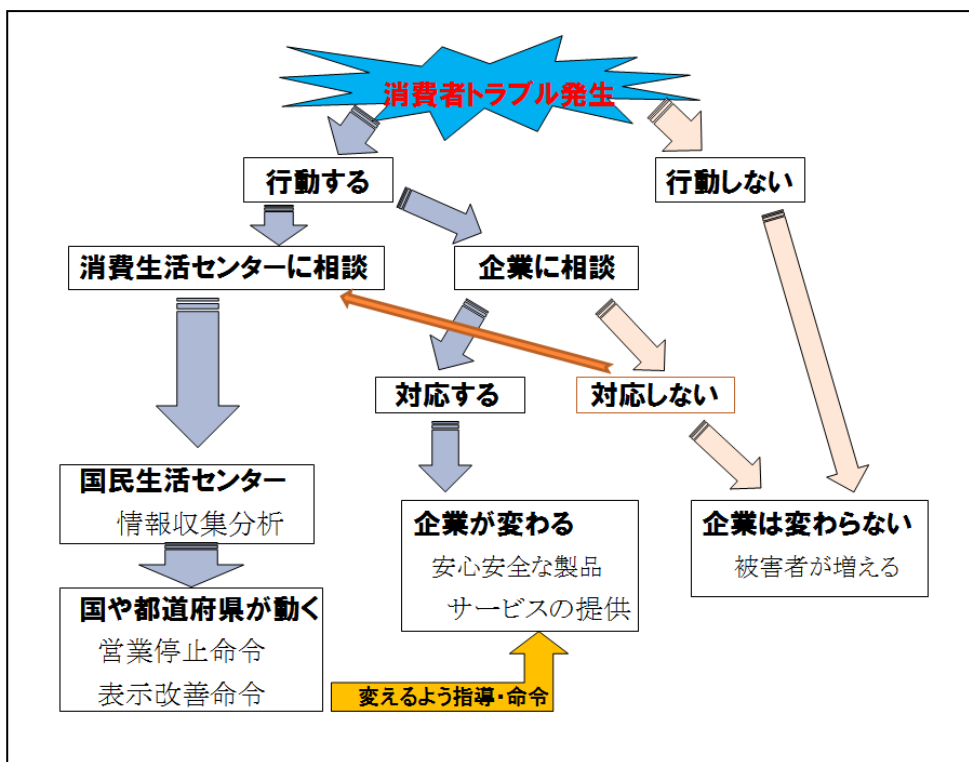 消費者トラブル発生
行動する
行動しない
消費生活センターに相談
企業に相談
対応する
対応しない
国民生活センター
情報収集分析
企業が変わる
安心安全な製品
サービスの提供
企業は変わらない
被害者が増える
国や都道府県が動く
営業停止命令
表示改善命令
変えるよう指導・命令